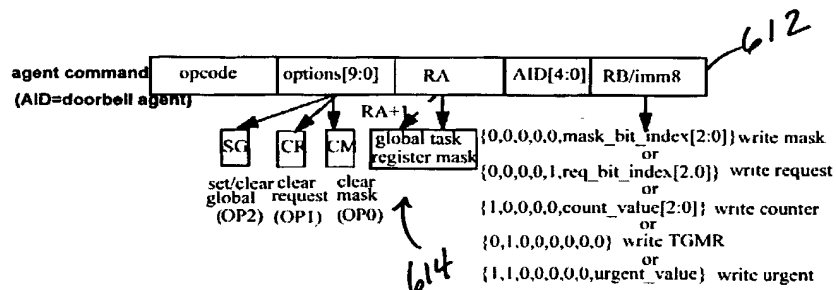 612
agent command
(AID=doorbell agent)
opcode
options[9:0]
RA
AID[4:0]
RB/imm8
RA+1
SG
CR
CM
global task
register mask
set/clear
global
(OP2)
clear
request
(OP1)
clear
mask
(OP0)
614
{0,0,0,0,0,mask_bit_index[2:0]} write mask
or
{0,0,0,0,1,req_bit_index[2.0]} write request
or
{1,0,0,0,0,count_value[2:0]} write counter
or
{0,1,0,0,0,0,0,0} write TGMR
or
{1,1,0,0,0,0,0,urgent_value} write urgent